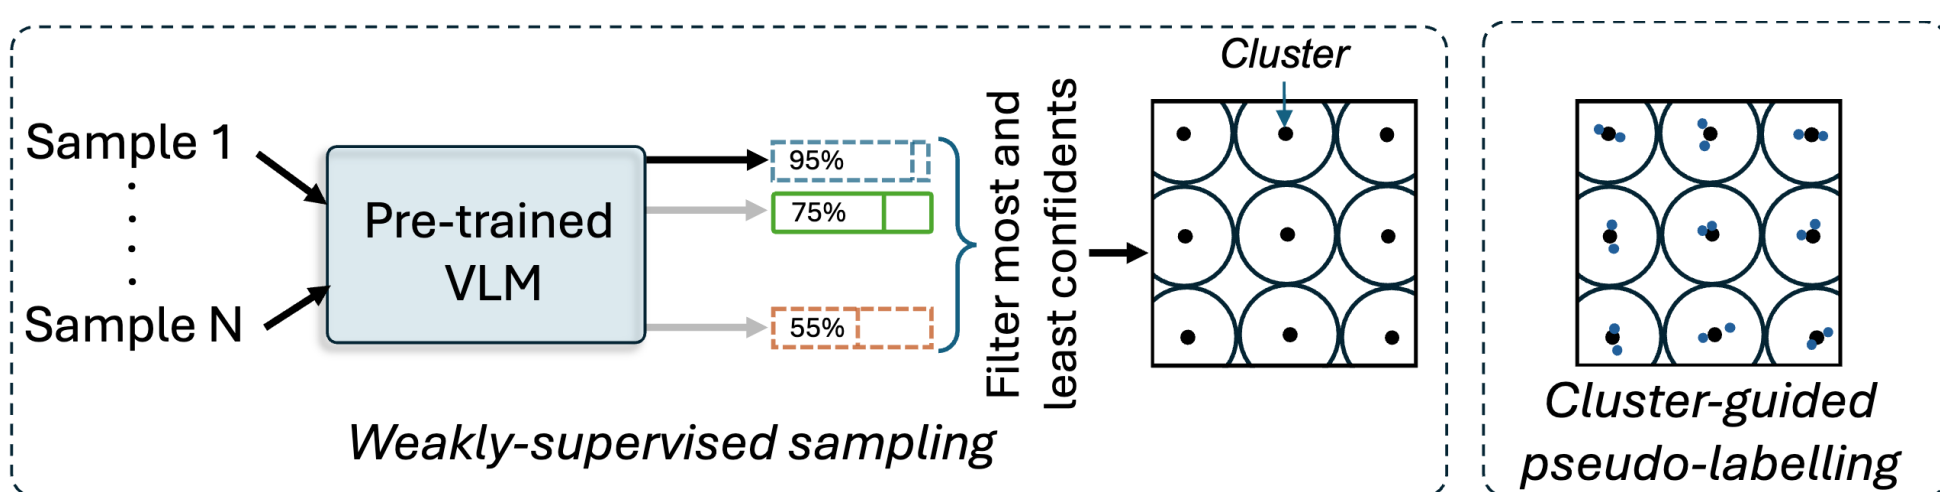 Sample 1
Sample N
Pre-trained
VLM
95%
75%
55%
Filter most and
least confidents
Cluster
Weakly-supervised sampling
Cluster-guided
pseudo-labelling